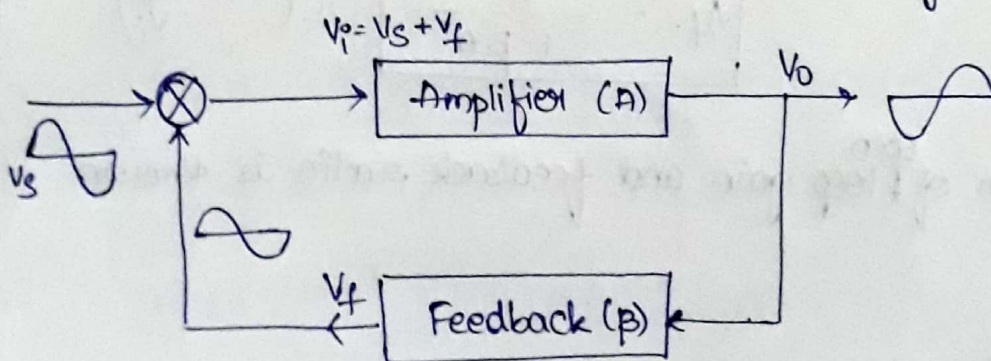 Vi = Vs + Vf
Amplifier (A)
Vo
Vs
Vf
Feedback (β)